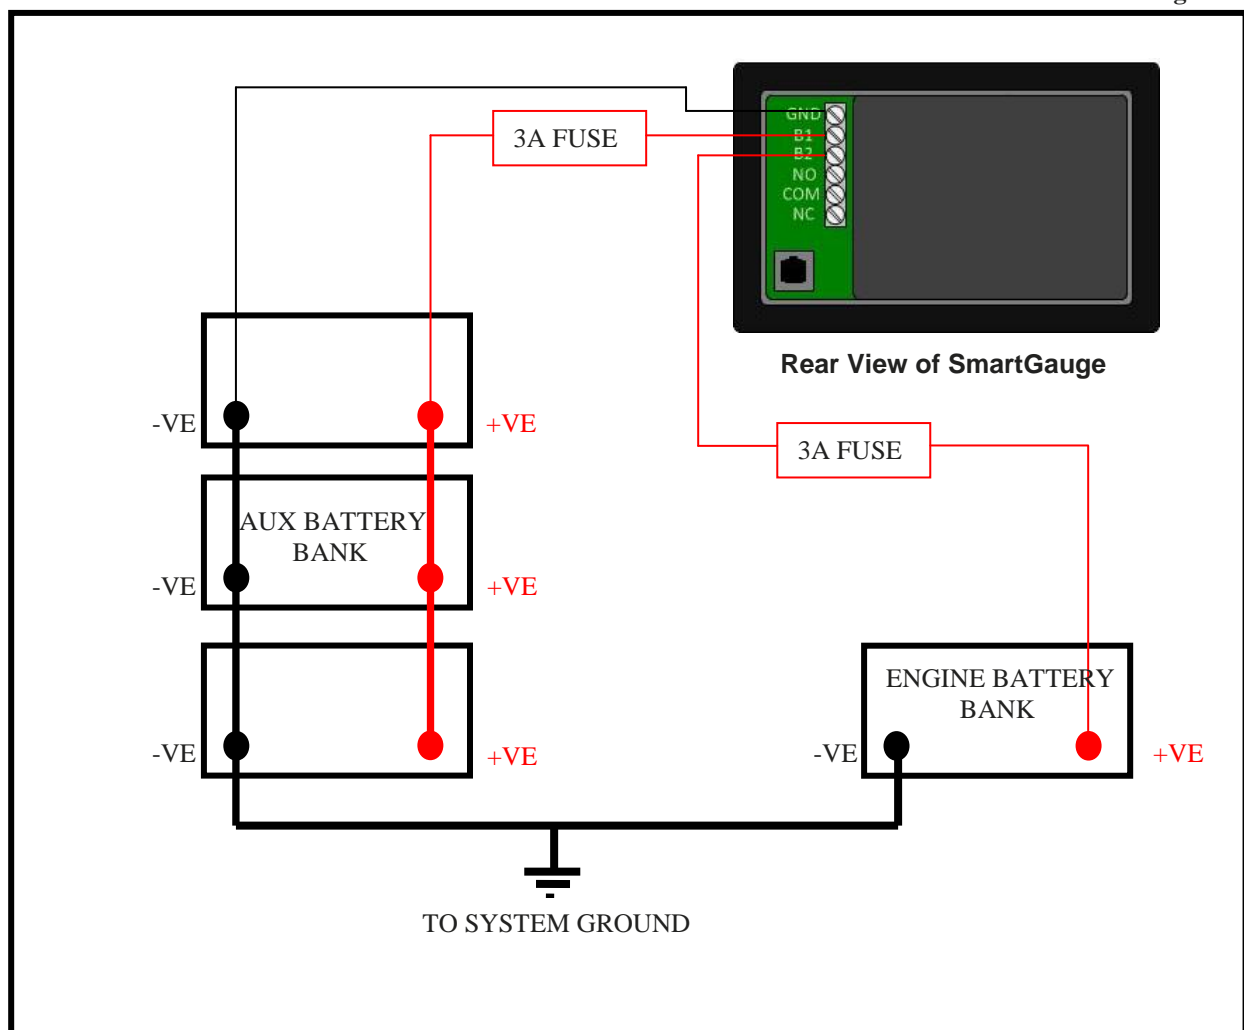 GND
3A FUSE
B1
B2
NO
COM
NC
Rear View of SmartGauge
-VE
+VE
3A FUSE
AUX BATTERY
BANK
-VE
+VE
ENGINE BATTERY
BANK
-VE
+VE
-VE
+VE
TO SYSTEM GROUND